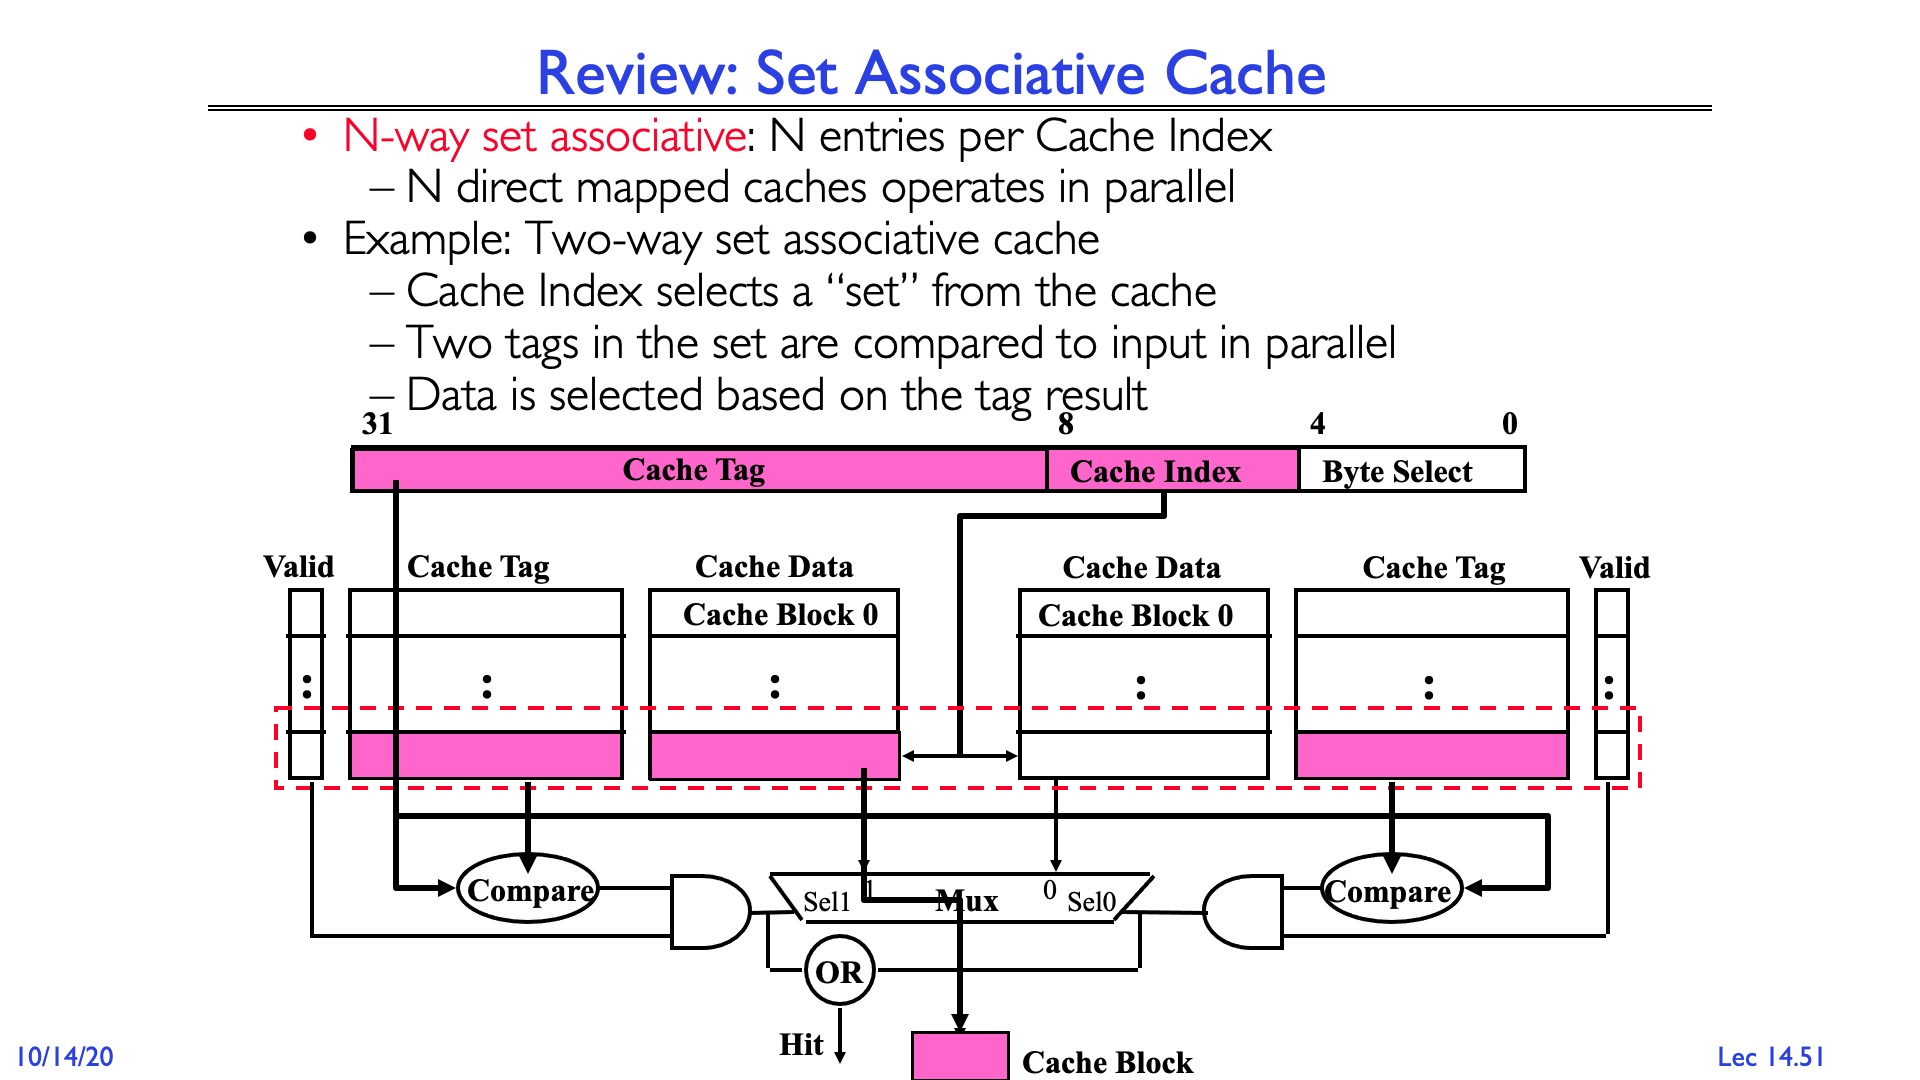 Review: Set Associative Cache
• N-way set associative: N entries per Cache Index
– N direct mapped caches operates in parallel
• Example: Two-way set associative cache
– Cache Index selects a “set” from the cache
– Two tags in the set are compared to input in parallel
– Data is selected based on the tag result
31 8 4 0
Cache Tag Cache Index Byte Select
Valid Cache Tag Cache Data Cache Data Cache Tag Valid
Cache Block 0 Cache Block 0
: : : : : :
Compare Sel1 1 Mux 0 Sel0 Compare
OR
Hit
Cache Block
10/14/20 Lec 14.51